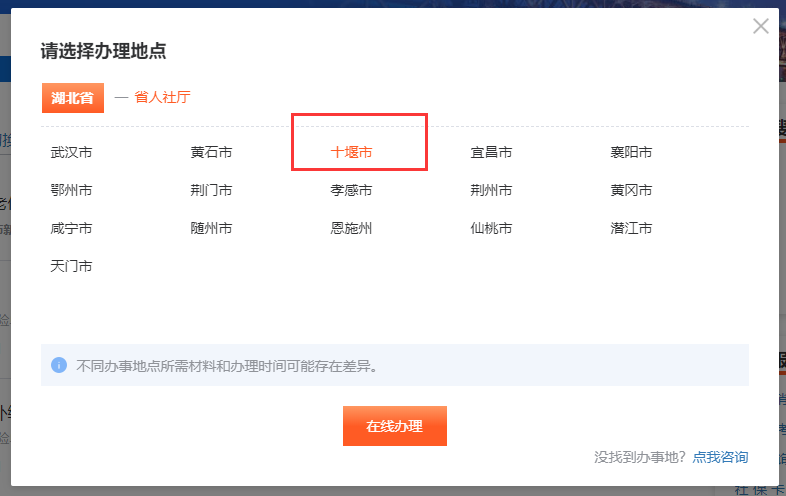 请选择办理地点
湖北省 — 省人社厅
武汉市 黄石市 十堰市 宜昌市 襄阳市
鄂州市 荆门市 孝感市 荆州市 黄冈市
咸宁市 随州市 恩施州 仙桃市 潜江市
天门市
不同办事地点所需材料和办理时间可能存在差异。
在线办理
没找到办事地？点我咨询
社保卡